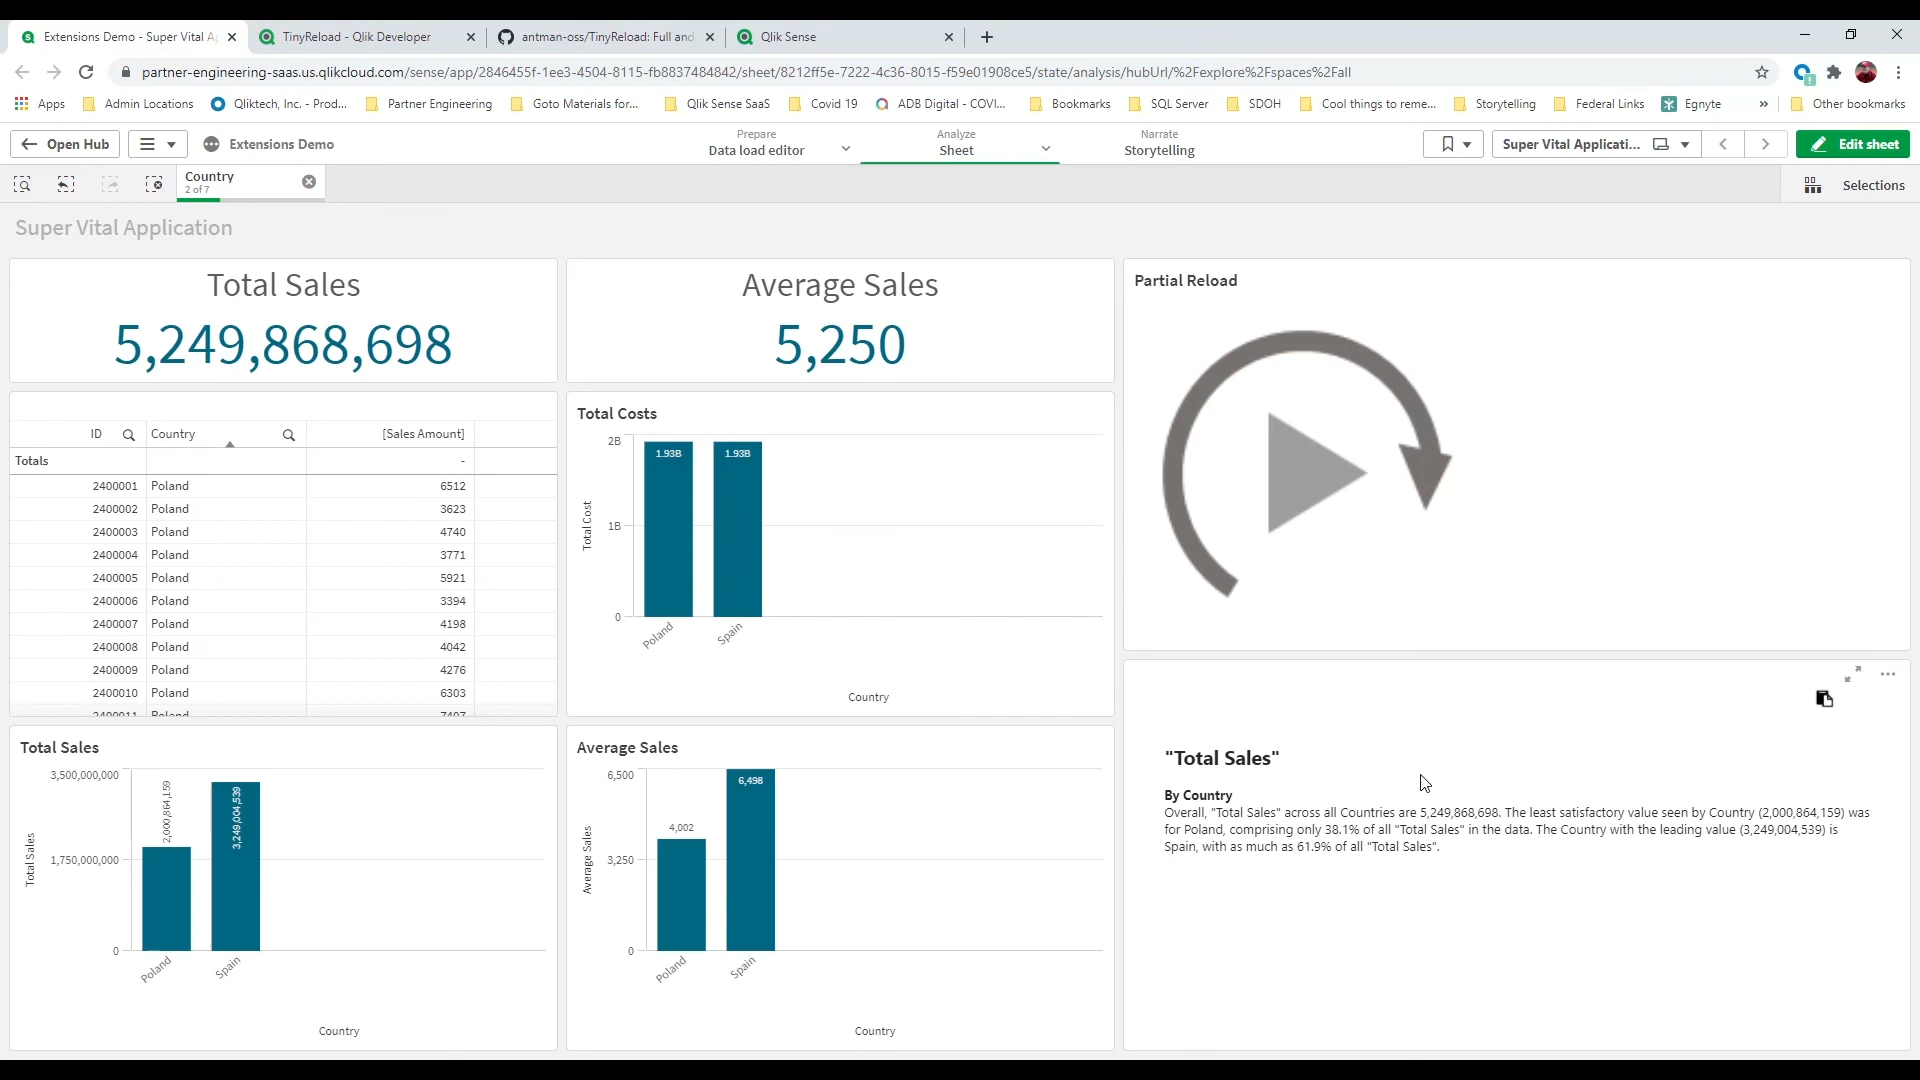 Extensions Demo - Super Vital Ap
TinyReload - Qlik Developer
antman-oss/TinyReload: Full and
Qlik Sense
partner-engineering-saas.us.qlikcloud.com/sense/app/2846455f-1ee3-4504-8115-fb8837484842/sheet/8212ff5e-7222-4c36-8015-f59e01908ce5/state/analysis/hubUrl/%2Fexplore%2Fspaces%2Fall
Apps
Admin Locations
Qliktech, Inc. - Prod...
Partner Engineering
Goto Materials for...
Qlik Sense SaaS
Covid 19
ADB Digital - COVI...
Bookmarks
SQL Server
SDOH
Cool things to reme...
Storytelling
Federal Links
Egnyte
»
Other bookmarks
Open Hub
Extensions Demo
Prepare
Data load editor
Analyze
Sheet
Narrate
Storytelling
Super Vital Applicati...
Edit sheet
Country
2 of 7
Selections
Super Vital Application
Total Sales
5,249,868,698
Average Sales
5,250
Partial Reload
ID Country [Sales Amount]
Totals -
2400001 Poland 6512
2400002 Poland 3623
2400003 Poland 4740
2400004 Poland 3771
2400005 Poland 5921
2400006 Poland 3394
2400007 Poland 4198
2400008 Poland 4042
2400009 Poland 4276
2400010 Poland 6303
2400011 Poland 7407
Total Costs
2B
1B
0
Total Cost
1.93B
1.93B
Poland
Spain
Country
Total Sales
3,500,000,000
1,750,000,000
0
Total Sales
2,000,864,159
3,249,004,539
Poland
Spain
Country
Average Sales
6,500
3,250
0
Average Sales
4,002
6,498
Poland
Spain
Country
"Total Sales"
By Country
Overall, "Total Sales" across all Countries are 5,249,868,698. The least satisfactory value seen by Country (2,000,864,159) was
for Poland, comprising only 38.1% of all "Total Sales" in the data. The Country with the leading value (3,249,004,539) is
Spain, with as much as 61.9% of all "Total Sales".